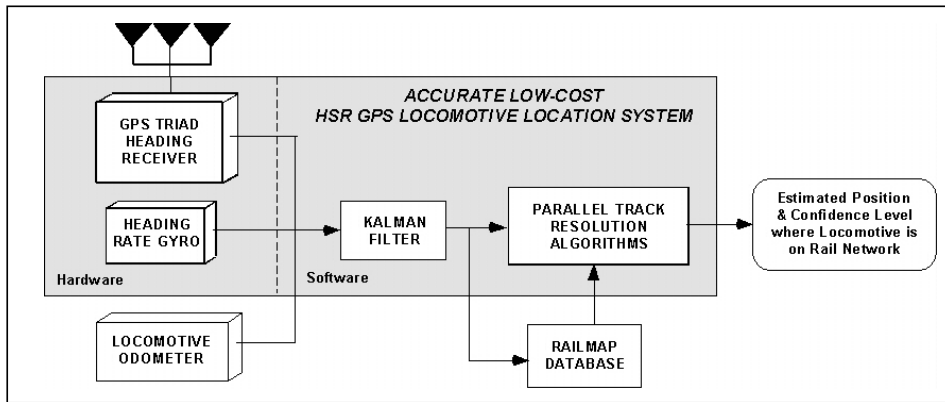 ACCURATE LOW-COST
HSR GPS LOCOMOTIVE LOCATION SYSTEM
GPS TRIAD
HEADING
RECEIVER
HEADING
RATE GYRO
KALMAN
FILTER
PARALLEL TRACK
RESOLUTION
ALGORITHMS
Estimated Position
& Confidence Level
where Locomotive is
on Rail Network
Hardware
Software
LOCOMOTIVE
ODOMETER
RAILMAP
DATABASE